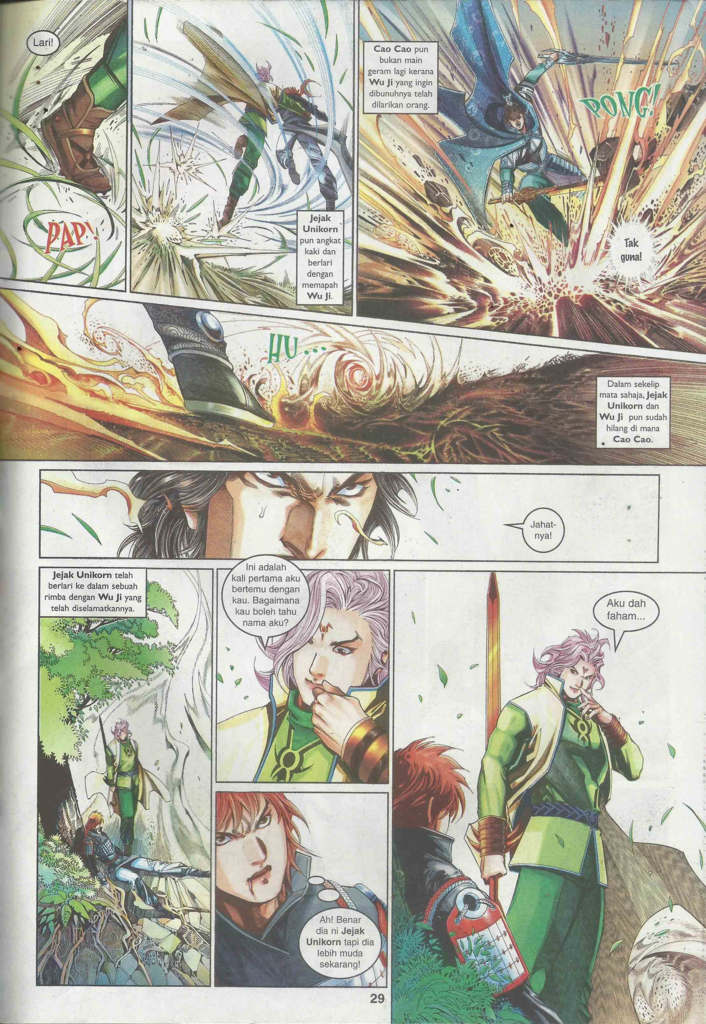 Lari!
PAP!
Jejak
Unikorn
pun angkat
kaki dan
berlari
dengan
memapah
Wu Ji.
Cao Cao pun
bukan main
geram lagi kerana
Wu Ji yang ingin
dibunuhnya telah
dilarikan orang.
PONG!
Tak
guna!
HU...
Dalam sekelip
mata sahaja, Jejak
Unikorn dan
Wu Ji pun sudah
hilang di mana
Cao Cao.
Jahat-
nya!
Jejak Unikorn telah
berlari ke dalam sebuah
rimba dengan Wu Ji yang
telah diselamatkannya.
Ini adalah
kali pertama aku
bertemu dengan
kau. Bagaimana
kau boleh tahu
nama aku?
Ah! Benar
dia ni Jejak
Unikorn tapi dia
lebih muda
sekarang!
Aku dah
faham...
29